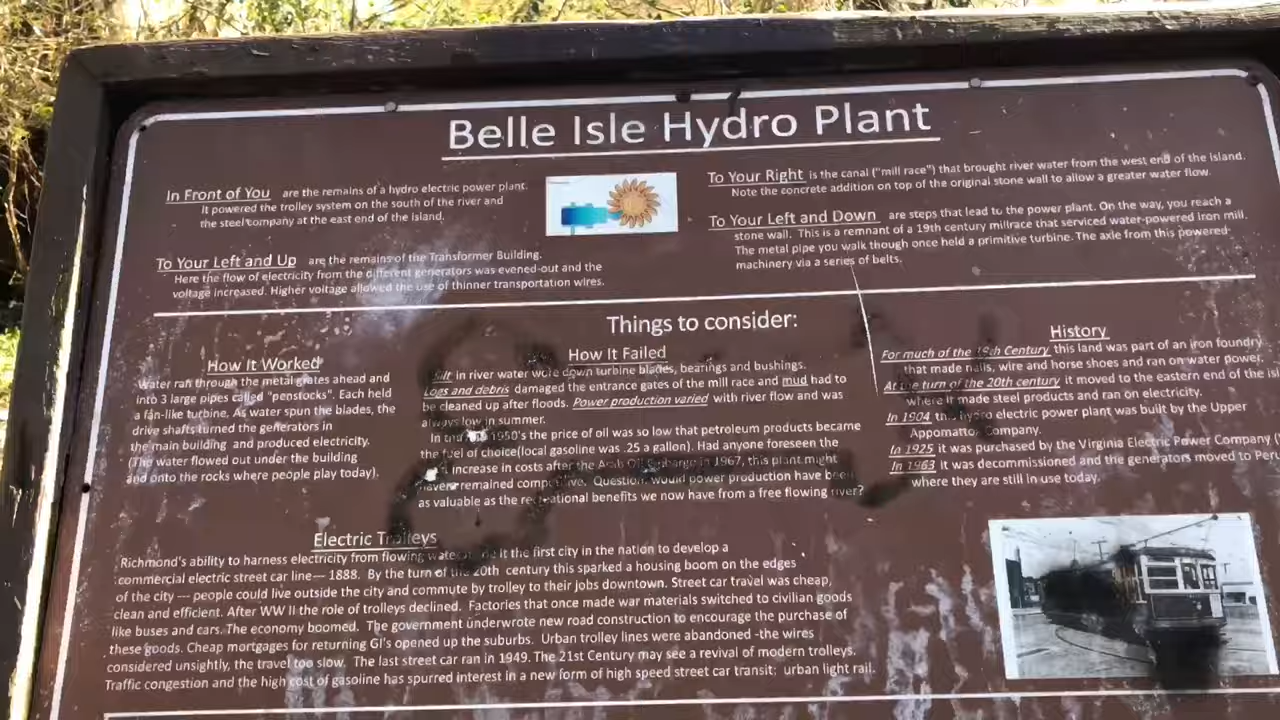 Belle Isle Hydro Plant
In Front of You are the remains of a hydro electric power plant.
It powered the trolley system on the south of the river and
the steel company at the east end of the island.
To Your Left and Up are the remains of the Transformer Building.
Here the flow of electricity from the different generators was evened-out and the
voltage increased. Higher voltage allowed the use of thinner transportation wires.
To Your Right is the canal ("mill race") that brought river water from the west end of the island.
Note the concrete addition on top of the original stone wall to allow a greater water flow.
To Your Left and Down are steps that lead to the power plant. On the way, you reach a
stone wall. This is a remnant of a 19th century millrace that serviced water-powered iron mill.
The metal pipe you walk though once held a primitive turbine. The axle from this powered
machinery via a series of belts.
Things to consider:
How It Worked
Water ran through the metal grates ahead and
into 3 large pipes called "penstocks". Each held
a fan-like turbine. As water spun the blades, the
drive shafts turned the generators in
the main building and produced electricity.
(The water flowed out under the building
and onto the rocks where people play today).
How It Failed
Silt in river water wore down turbine blades, bearings and bushings.
Logs and debris damaged the entrance gates of the mill race and mud had to
be cleaned up after floods. Power production varied with river flow and was
always low in summer.
In the 1950's the price of oil was so low that petroleum products became
the fuel of choice(local gasoline was .25 a gallon). Had anyone foreseen the
increase in costs after the Arab Oil Embargo in 1967, this plant might
have remained competitive. Question: would power production have been
as valuable as the recreational benefits we now have from a free flowing river?
History
For much of the 19th Century this land was part of an iron foundry
that made nails, wire and horse shoes and ran on water power.
At the turn of the 20th century it moved to the eastern end of the isl
where it made steel products and ran on electricity.
In 1904 the hydro electric power plant was built by the Upper
Appomattox Company.
In 1925 it was purchased by the Virginia Electric Power Company (
In 1963 it was decommissioned and the generators moved to Peru
where they are still in use today.
Electric Trolleys
Richmond's ability to harness electricity from flowing water made it the first city in the nation to develop a
commercial electric street car line--- 1888. By the turn of the 20th century this sparked a housing boom on the edges
of the city --- people could live outside the city and commute by trolley to their jobs downtown. Street car travel was cheap,
clean and efficient. After WW II the role of trolleys declined. Factories that once made war materials switched to civilian goods
like buses and cars. The economy boomed. The government underwrote new road construction to encourage the purchase of
these goods. Cheap mortgages for returning GI's opened up the suburbs. Urban trolley lines were abandoned -the wires
considered unsightly, the travel too slow. The last street car ran in 1949. The 21st Century may see a revival of modern trolleys.
Traffic congestion and the high cost of gasoline has spurred interest in a new form of high speed street car transit: urban light rail.